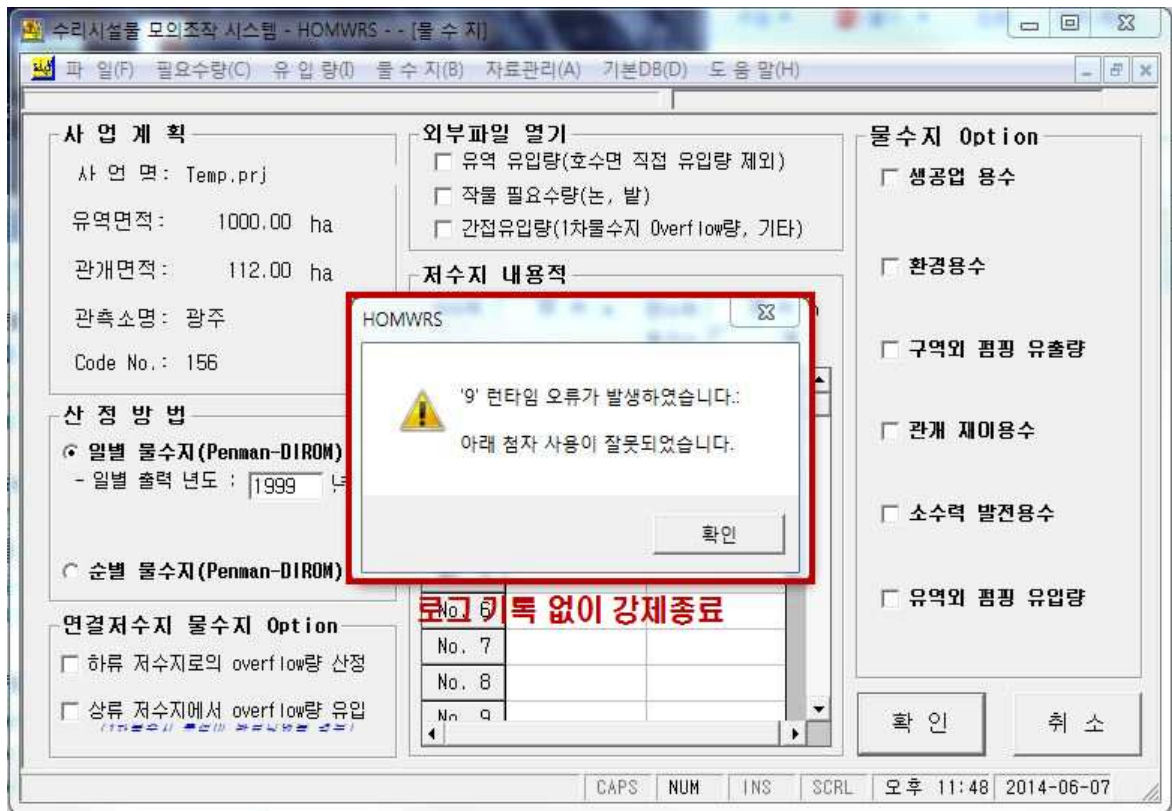 수리시설물 모의조작 시스템 - HOMWRS - - [물 수 지]
파 일(F) 필요수량(C) 유 입 량(I) 물 수 지(B) 자료관리(A) 기본DB(D) 도 움 말(H)
사 업 계 획
사 업 명: Temp.prj
유역면적: 1000.00 ha
관개면적: 112.00 ha
관측소명: 광주
Code No.: 156
산 정 방 법
일별 물수지(Penman-DIROM)
- 일별 출력 년도 : 1999
순별 물수지(Penman-DIROM)
연결저수지 물수지 Option
하류 저수지로의 overflow량 산정
상류 저수지에서 overflow량 유입
외부파일 열기
유역 유입량(호수면 직접 유입량 제외)
작물 필요수량(논, 밭)
간접유입량(1차물수지 Overflow량, 기타)
저수지 내용적
HOMWRS
'9' 런타임 오류가 발생하였습니다.:
아래 첨자 사용이 잘못되었습니다.
확인
로그 기록 없이 강제종료
No. 6
No. 7
No. 8
No. 9
물수지 Option
생공업 용수
환경용수
구역외 펌핑 유출량
관개 재이용수
소수력 발전용수
유역외 펌핑 유입량
확 인
취 소
CAPS NUM INS SCRL 오후 11:48 2014-06-07